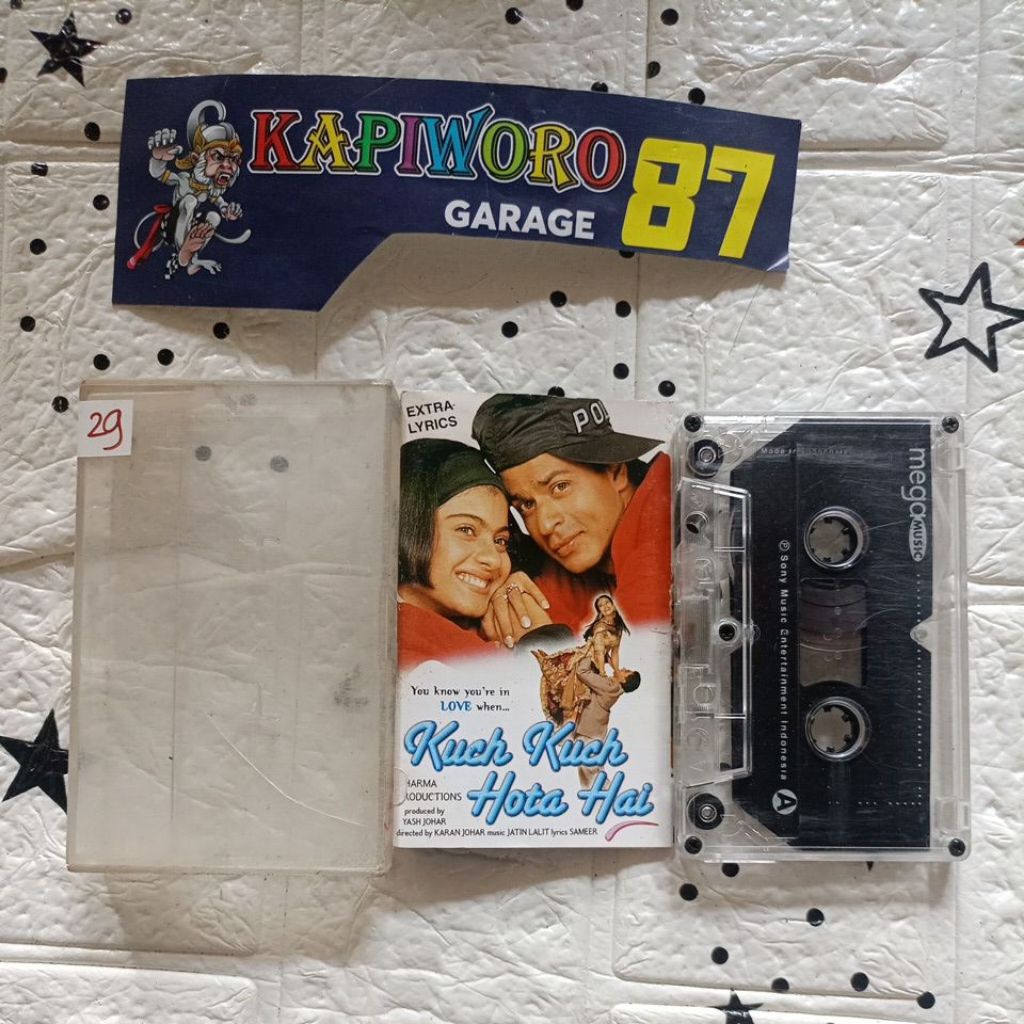 KAPIWORO 87
GARAGE
29
EXTRA
LYRICS
PO
You know you're in
LOVE when...
Kuch Kuch
Hota Hai
HARMA
RODUCTIONS
produced by
YASH JOHAR
directed by KARAN JOHAR music JATIN LALIT lyrics SAMEER
mega MUSIC
Ⓟ Sony Music Entertainment Indonesia
A